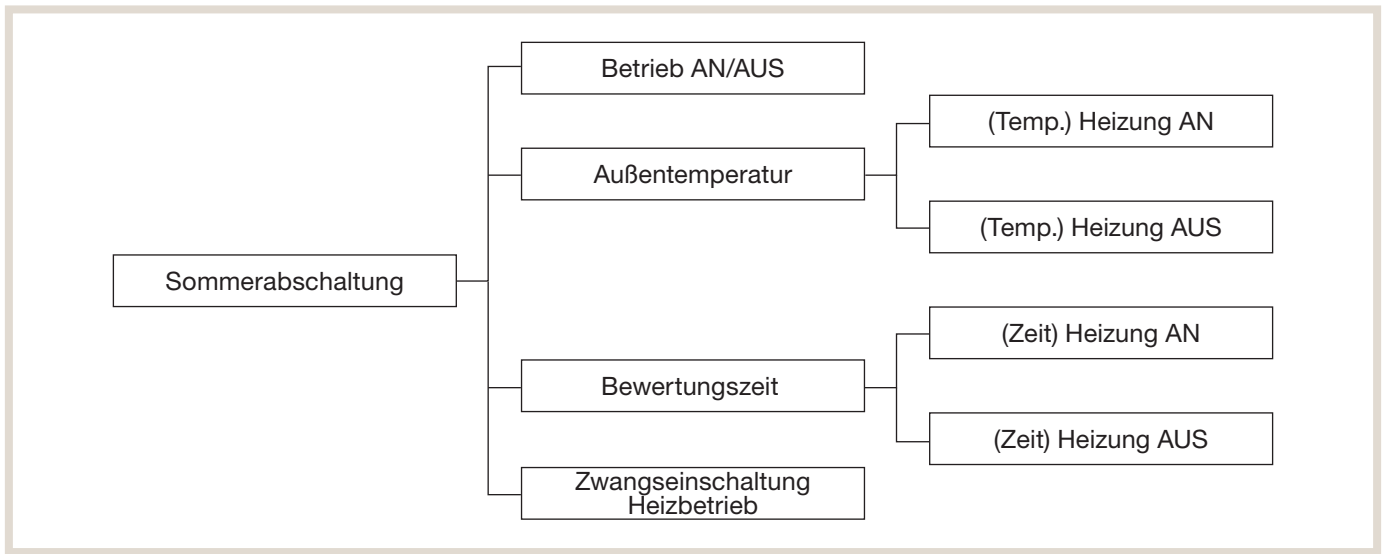 Betrieb AN/AUS
(Temp.) Heizung AN
Außentemperatur
(Temp.) Heizung AUS
Sommerabschaltung
(Zeit) Heizung AN
Bewertungszeit
(Zeit) Heizung AUS
Zwangseinschaltung
Heizbetrieb